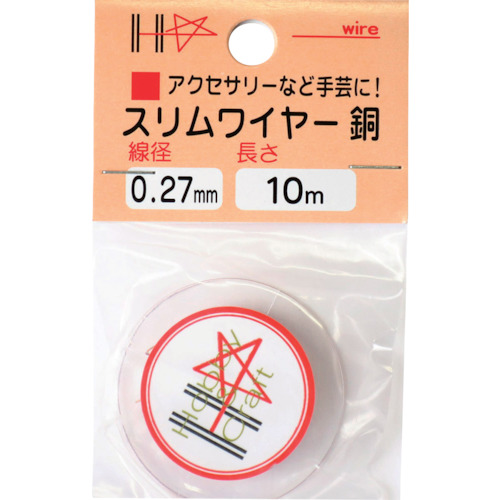 H
wire
アクセサリーなど手芸に!
スリムワイヤー 銅
線径 長さ
0.27mm 10m
Hobby
Craft